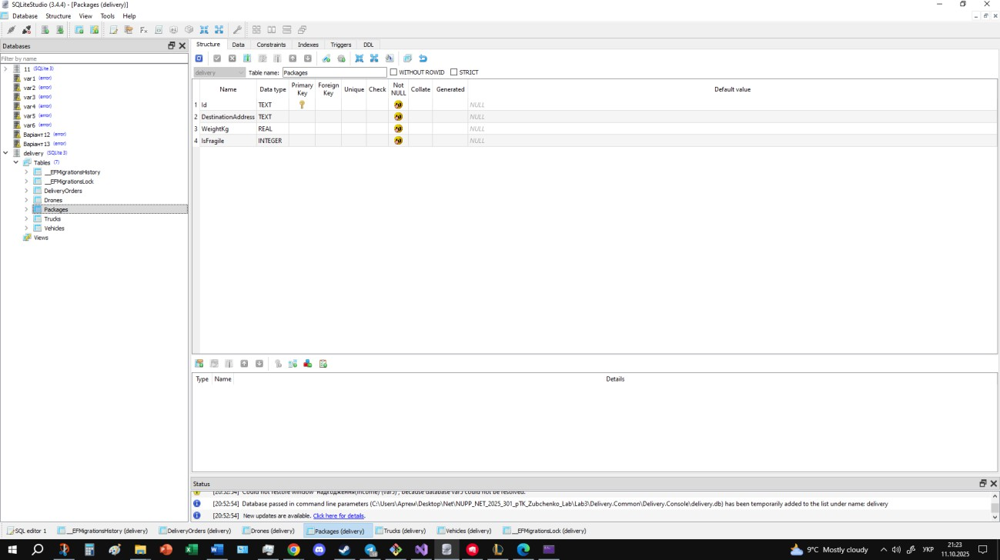 SQLiteStudio (3.4.4) - [Packages (delivery)]
Database Structure View Tools Help
Databases
Filter by name
11 (SQLite 3)
var1 (error)
var2 (error)
var3 (error)
var4 (error)
var5 (error)
var6 (error)
Варіант12 (error)
Варіант13 (error)
delivery (SQLite 3)
Tables (7)
__EFMigrationsHistory
__EFMigrationsLock
DeliveryOrders
Drones
Packages
Trucks
Vehicles
Views
Structure Data Constraints Indexes Triggers DDL
delivery Table name: Packages WITHOUT ROWID STRICT
Name Data type Primary Key Foreign Key Unique Check Not NULL Collate Generated Default value
1 Id TEXT NULL
2 DestinationAddress TEXT NULL
3 WeightKg REAL NULL
4 IsFragile INTEGER NULL
Type Name Details
Status
[20:52:54] Could not restore window 'Надходження(Income) (var5)', because database var5 could not be resolved.
[20:52:54] Database passed in command line parameters (C:\Users\Артем\Desktop\Net\NUPP_NET_2025_301_pTK_Zubchenko_Lab\Lab3\Delivery.Common\Delivery.Console\delivery.db) has been temporarily added to the list under name: delivery
[20:52:54] New updates are available. Click here for details.
SQL editor 1 __EFMigrationsHistory (delivery) DeliveryOrders (delivery) Drones (delivery) Packages (delivery) Trucks (delivery) Vehicles (delivery) __EFMigrationsLock (delivery)
9°C Mostly cloudy УКР 21:23
11.10.2025